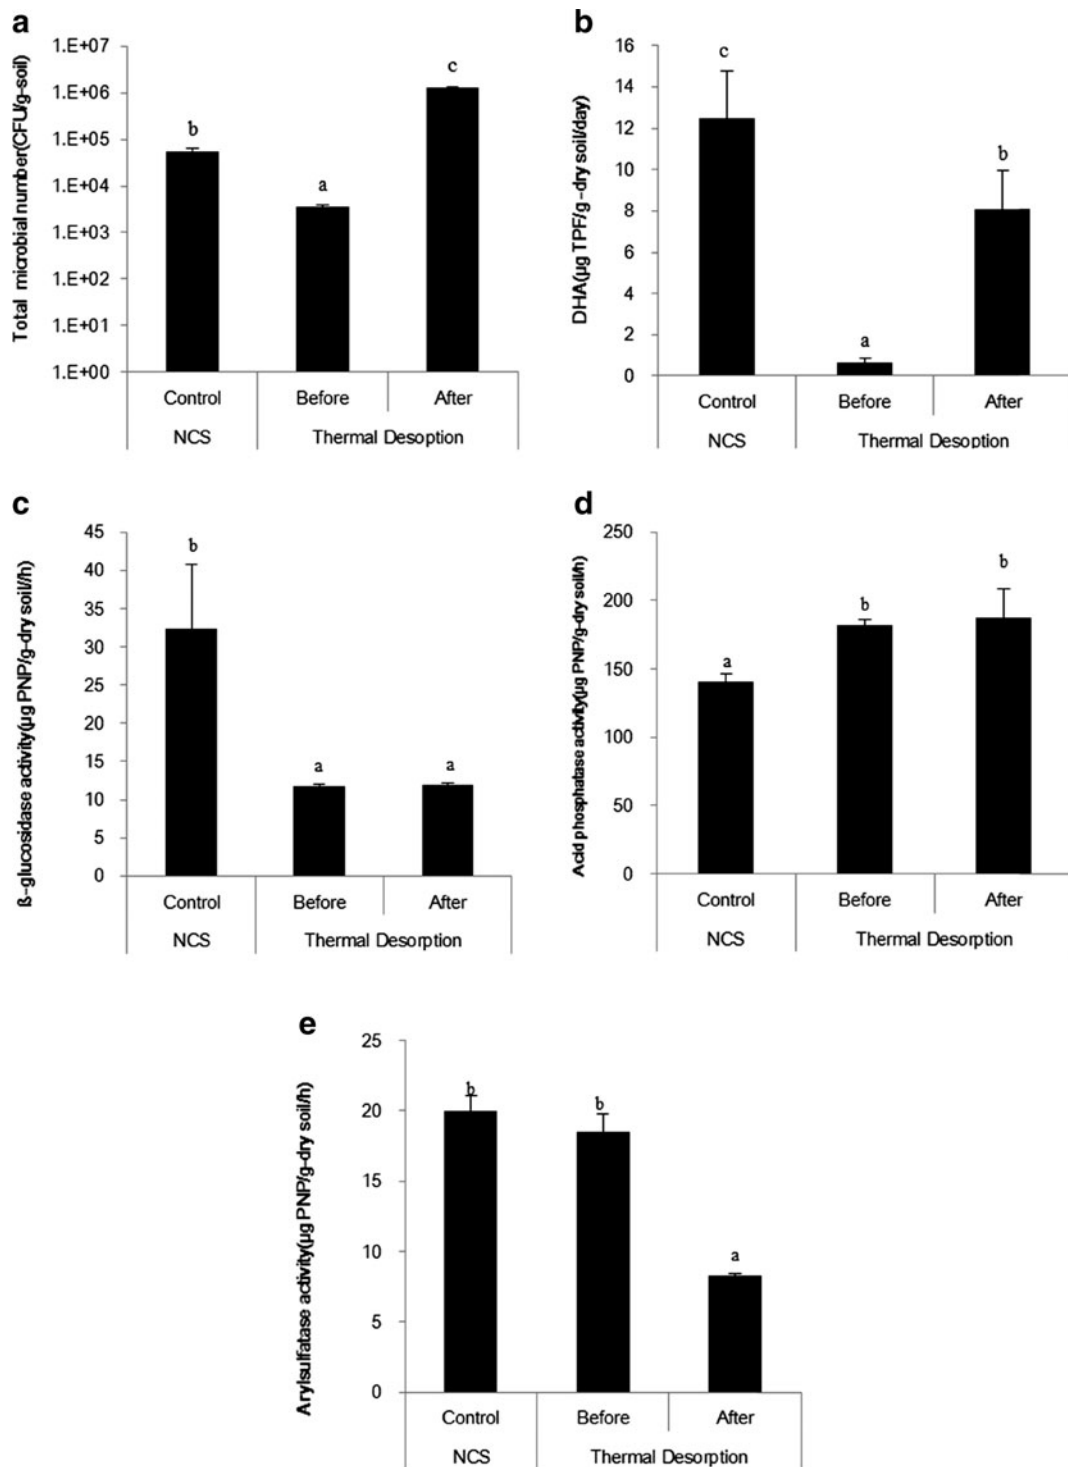 a
Total microbial number(CFU/g-soil)
1.E+07
1.E+06
1.E+05
1.E+04
1.E+03
1.E+02
1.E+01
1.E+00
b
a
c
Control Before After
NCS Thermal Desoption
b
DHA(µg TPF/g-dry soil/day)
16
14
12
10
8
6
4
2
0
c
a
b
Control Before After
NCS Thermal Desoption
c
ß-glucosidase activity(µg PNP/g-dry soil/h)
45
40
35
30
25
20
15
10
5
0
b
a
a
Control Before After
NCS Thermal Desorption
d
Acid phosphatase activity(µg PNP/g-dry soil/h)
250
200
150
100
50
0
a
b
b
Control Before After
NCS Thermal Desorption
e
Arylsulfatase activity(µg PNP/g-dry soil/h)
25
20
15
10
5
0
b
b
a
Control Before After
NCS Thermal Desorption